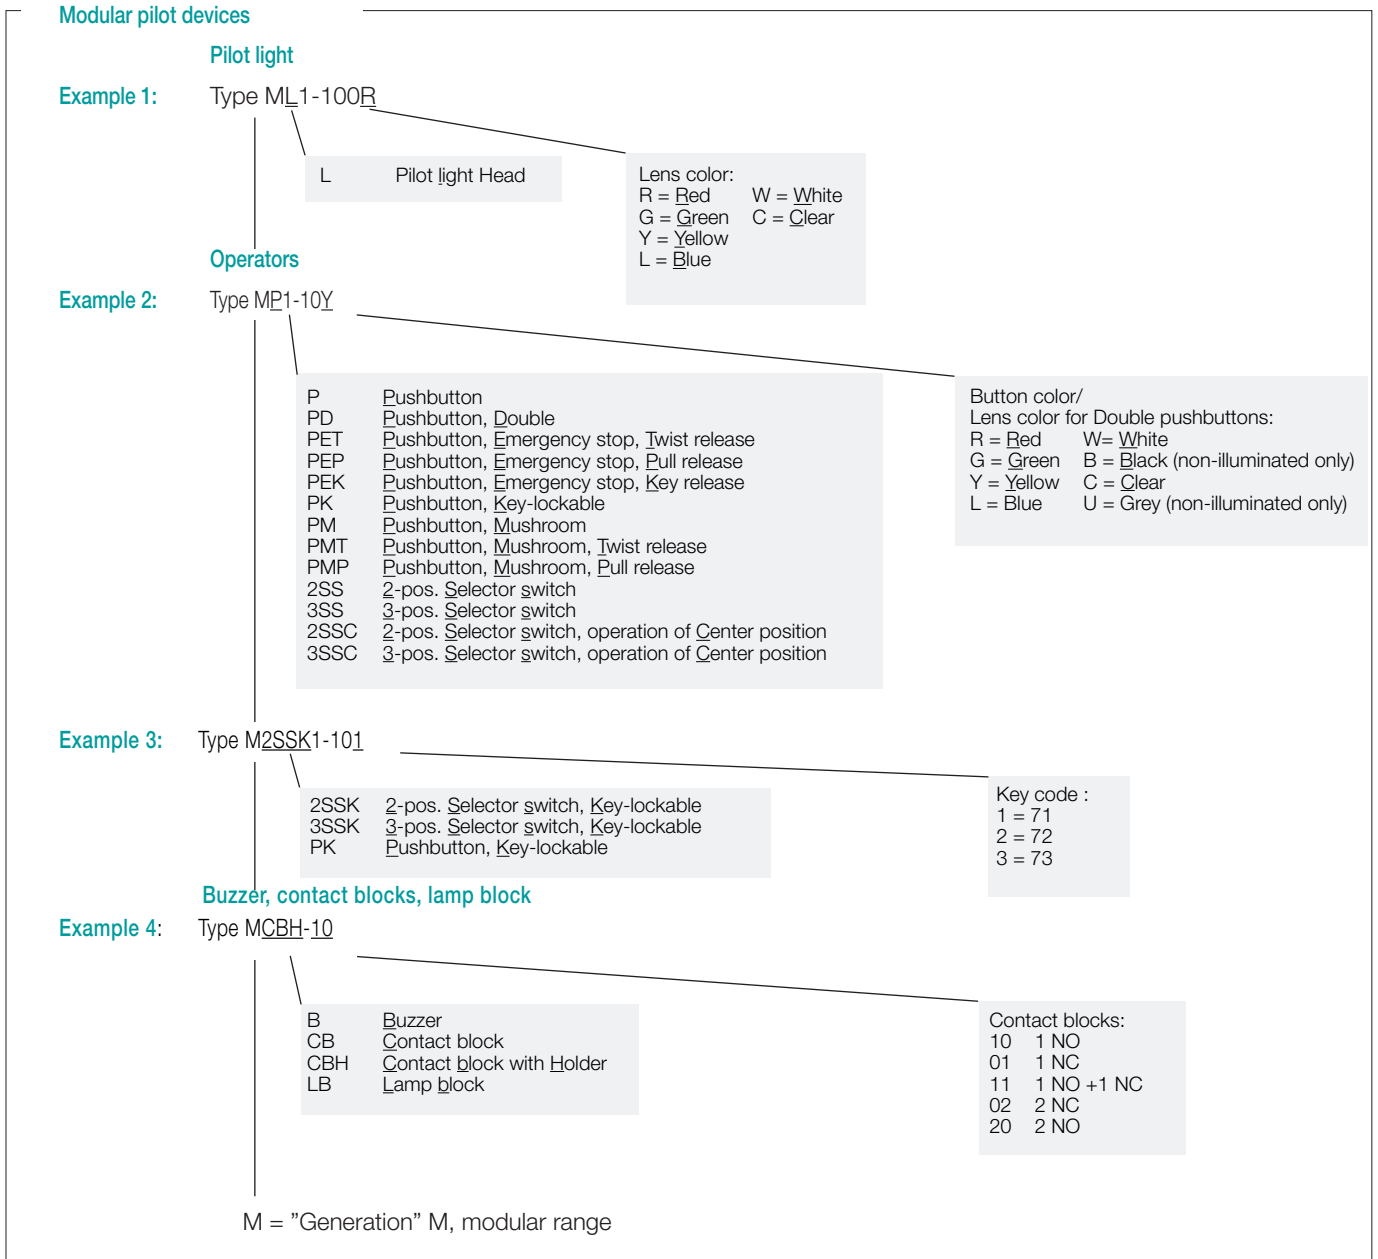 Modular pilot devices
Pilot light
Example 1: Type ML1-100R
L Pilot light Head
Lens color:
R = Red W = White
G = Green C = Clear
Y = Yellow
L = Blue
Operators
Example 2: Type MP1-10Y
P Pushbutton
PD Pushbutton, Double
PET Pushbutton, Emergency stop, Twist release
PEP Pushbutton, Emergency stop, Pull release
PEK Pushbutton, Emergency stop, Key release
PK Pushbutton, Key-lockable
PM Pushbutton, Mushroom
PMT Pushbutton, Mushroom, Twist release
PMP Pushbutton, Mushroom, Pull release
2SS 2-pos. Selector switch
3SS 3-pos. Selector switch
2SSC 2-pos. Selector switch, operation of Center position
3SSC 3-pos. Selector switch, operation of Center position
Button color/
Lens color for Double pushbuttons:
R = Red W= White
G = Green B = Black (non-illuminated only)
Y = Yellow C = Clear
L = Blue U = Grey (non-illuminated only)
Example 3: Type M2SSK1-101
2SSK 2-pos. Selector switch, Key-lockable
3SSK 3-pos. Selector switch, Key-lockable
PK Pushbutton, Key-lockable
Key code :
1 = 71
2 = 72
3 = 73
Buzzer, contact blocks, lamp block
Example 4: Type MCBH-10
B Buzzer
CB Contact block
CBH Contact block with Holder
LB Lamp block
Contact blocks:
10 1 NO
01 1 NC
11 1 NO +1 NC
02 2 NC
20 2 NO
M = ”Generation” M, modular range